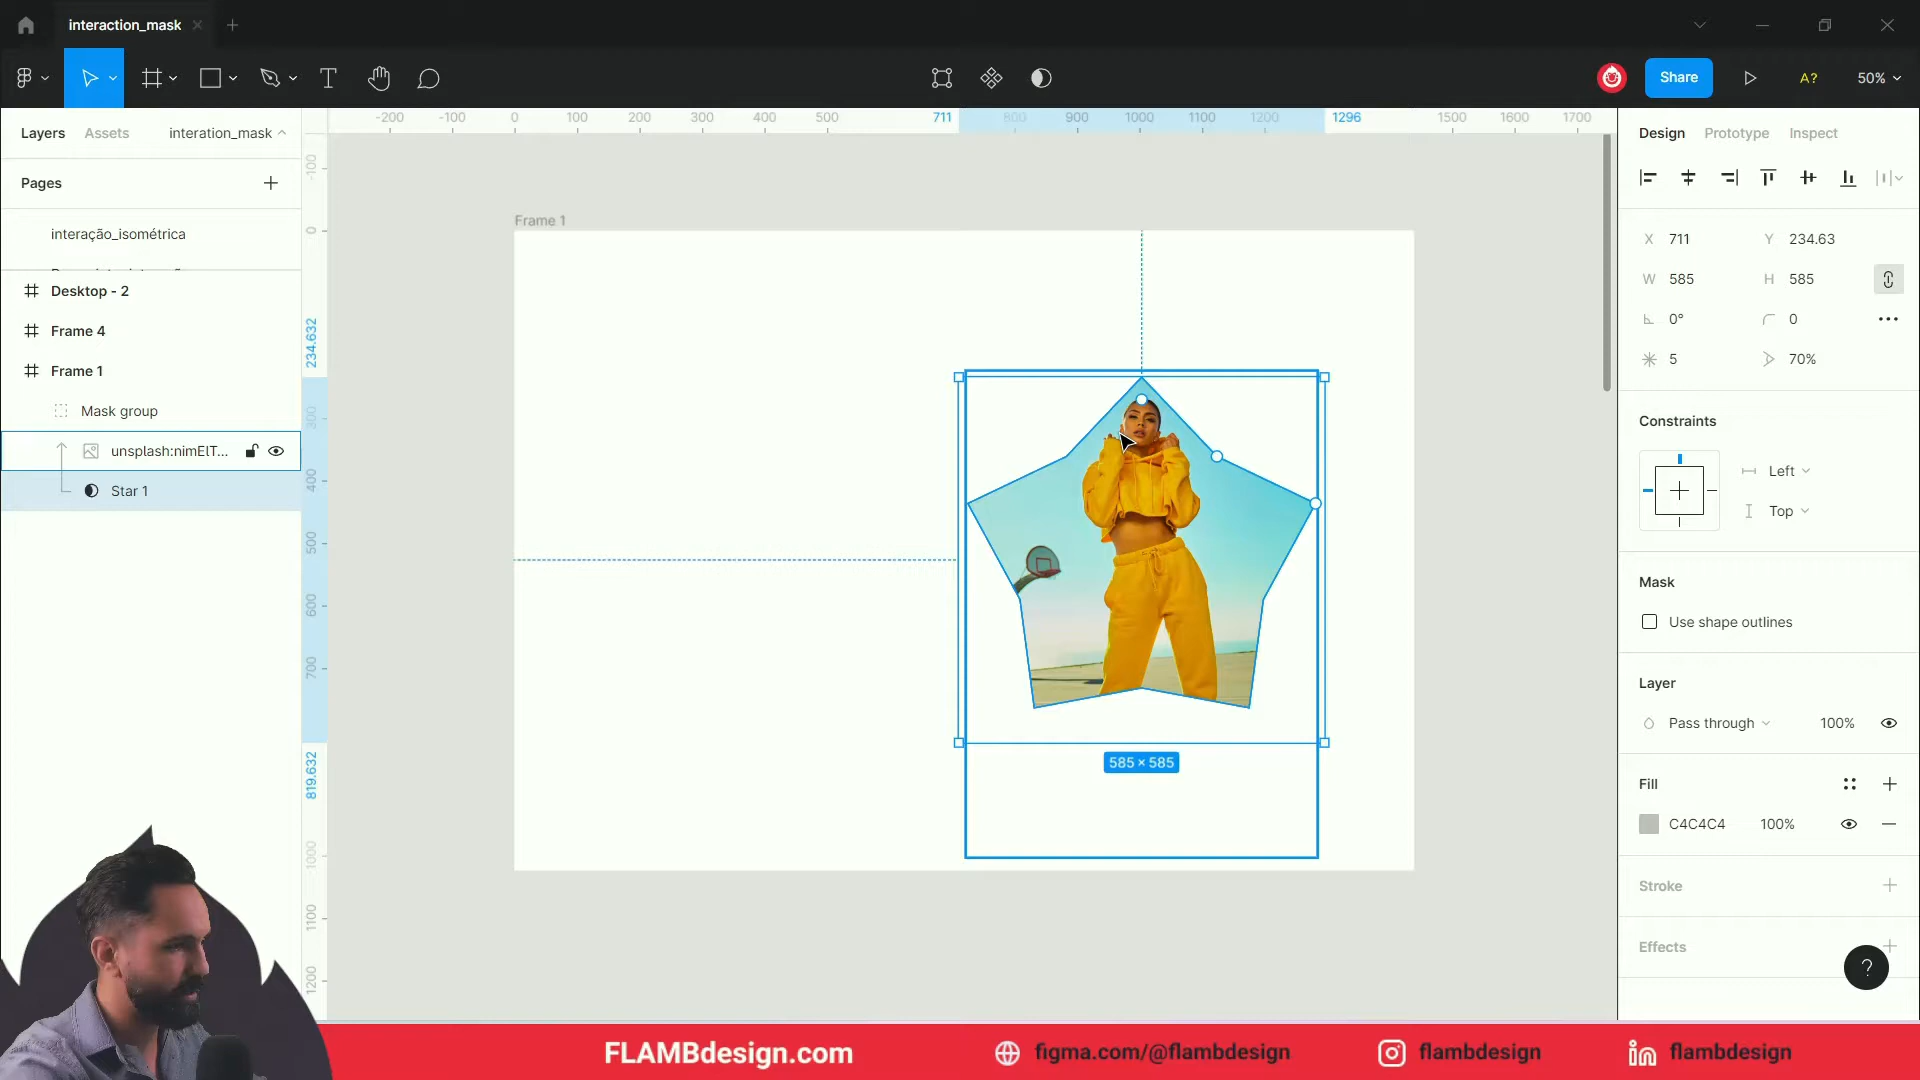 interaction_mask
Share
A?
50%
Layers
Assets
interation_mask
Pages
interação_isométrica
Desktop - 2
Frame 4
Frame 1
Mask group
unsplash:nimElT...
Star 1
-200
-100
0
100
200
300
400
500
711
800
900
1000
1100
1200
1296
1500
1600
1700
-100
0
234.632
300
400
500
600
700
819.632
1000
1100
1200
Frame 1
585 × 585
Design
Prototype
Inspect
X 711
Y 234.63
W 585
H 585
0°
0
5
70%
Constraints
Left
Top
Mask
Use shape outlines
Layer
Pass through
100%
Fill
C4C4C4
100%
Stroke
Effects
?
FLAMBdesign.com
figma.com/@flambdesign
flambdesign
flambdesign